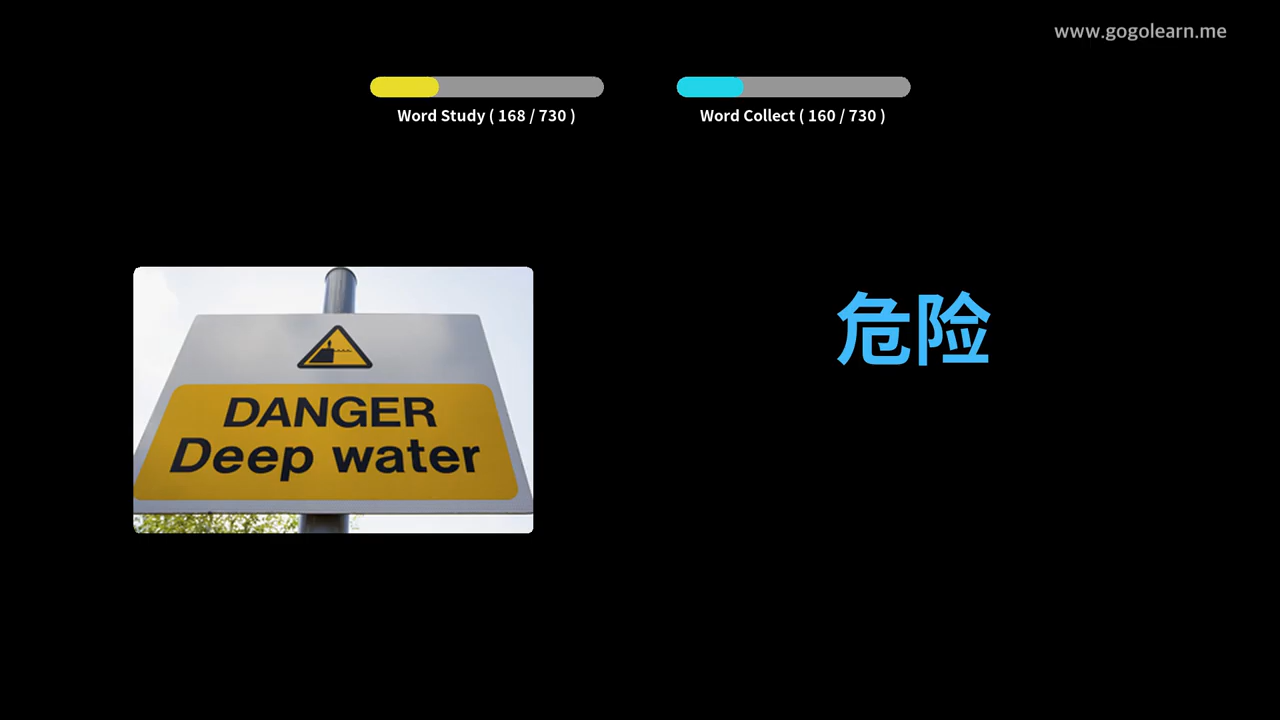 www.gogolearn.me
Word Study ( 168 / 730 )
Word Collect ( 160 / 730 )
DANGER
Deep water
危险